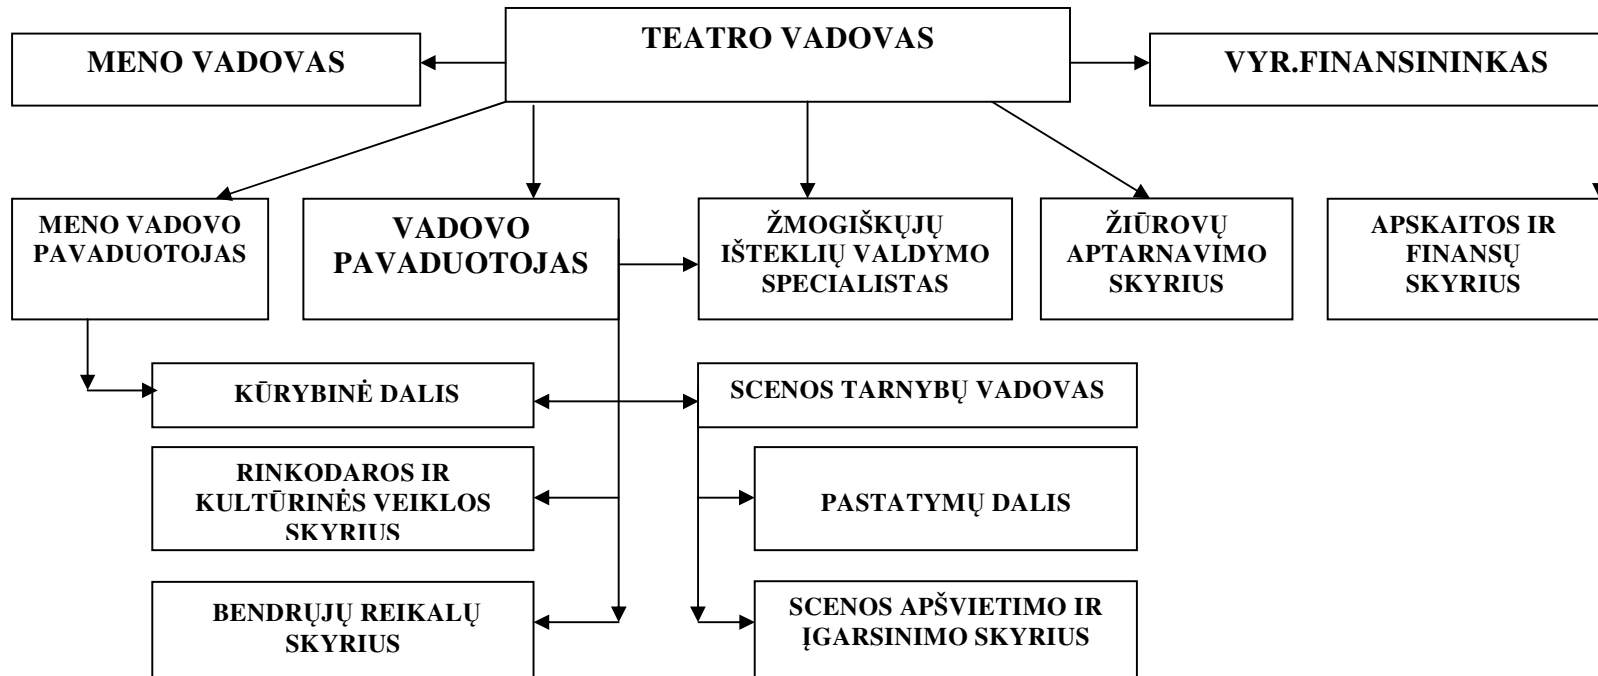 TEATRO VADOVAS
MENO VADOVAS
VYR.FINANSININKAS
MENO VADOVO
PAVADUOTOJAS
VADOVO
PAVADUOTOJAS
ŽMOGIŠKŲJŲ
IŠTEKLIŲ VALDYMO
SPECIALISTAS
ŽIŪROVŲ
APTARNAVIMO
SKYRIUS
APSKAITOS IR
FINANSŲ
SKYRIUS
KŪRYBINĖ DALIS
SCENOS TARNYBŲ VADOVAS
RINKODAROS IR
KULTŪRINĖS VEIKLOS
SKYRIUS
PASTATYMŲ DALIS
BENDRŲJŲ REIKALŲ
SKYRIUS
SCENOS APŠVIETIMO IR
ĮGARSINIMO SKYRIUS